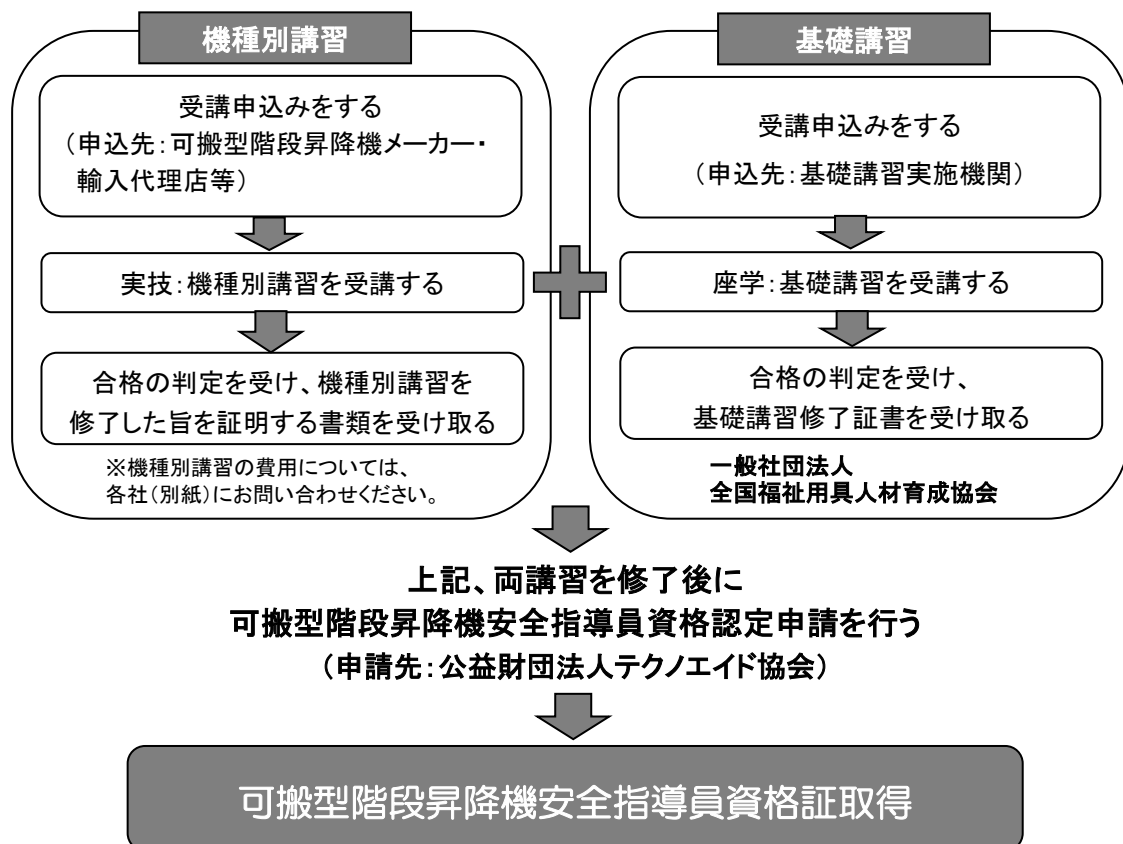 機種別講習
受講申込みをする
(申込先:可搬型階段昇降機メーカー・
輸入代理店等)
実技:機種別講習を受講する
合格の判定を受け、機種別講習を
修了した旨を証明する書類を受け取る
※機種別講習の費用については、
各社(別紙)にお問い合わせください。
基礎講習
受講申込みをする
(申込先:基礎講習実施機関)
座学:基礎講習を受講する
合格の判定を受け、
基礎講習修了証書を受け取る
一般社団法人
全国福祉用具人材育成協会
上記、両講習を修了後に
可搬型階段昇降機安全指導員資格認定申請を行う
(申請先:公益財団法人テクノエイド協会)
可搬型階段昇降機安全指導員資格証取得